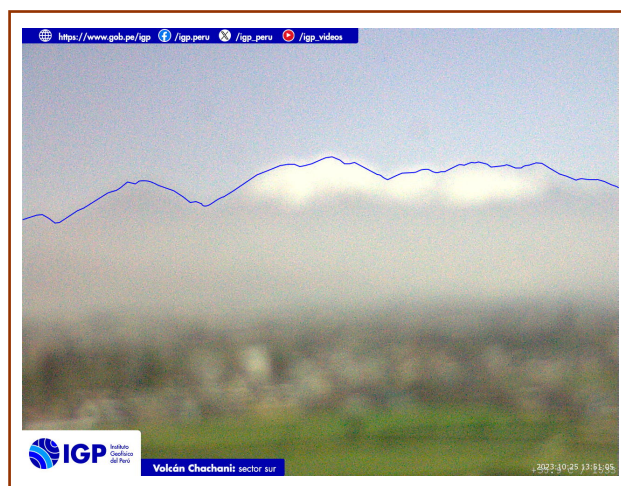 https://www.gob.pe/igp /igp.peru /igp_peru /igp_videos
IGP Instituto
Geofísico
del Perú
Volcán Chachani: sector sur
2023:10:25 13:51:05